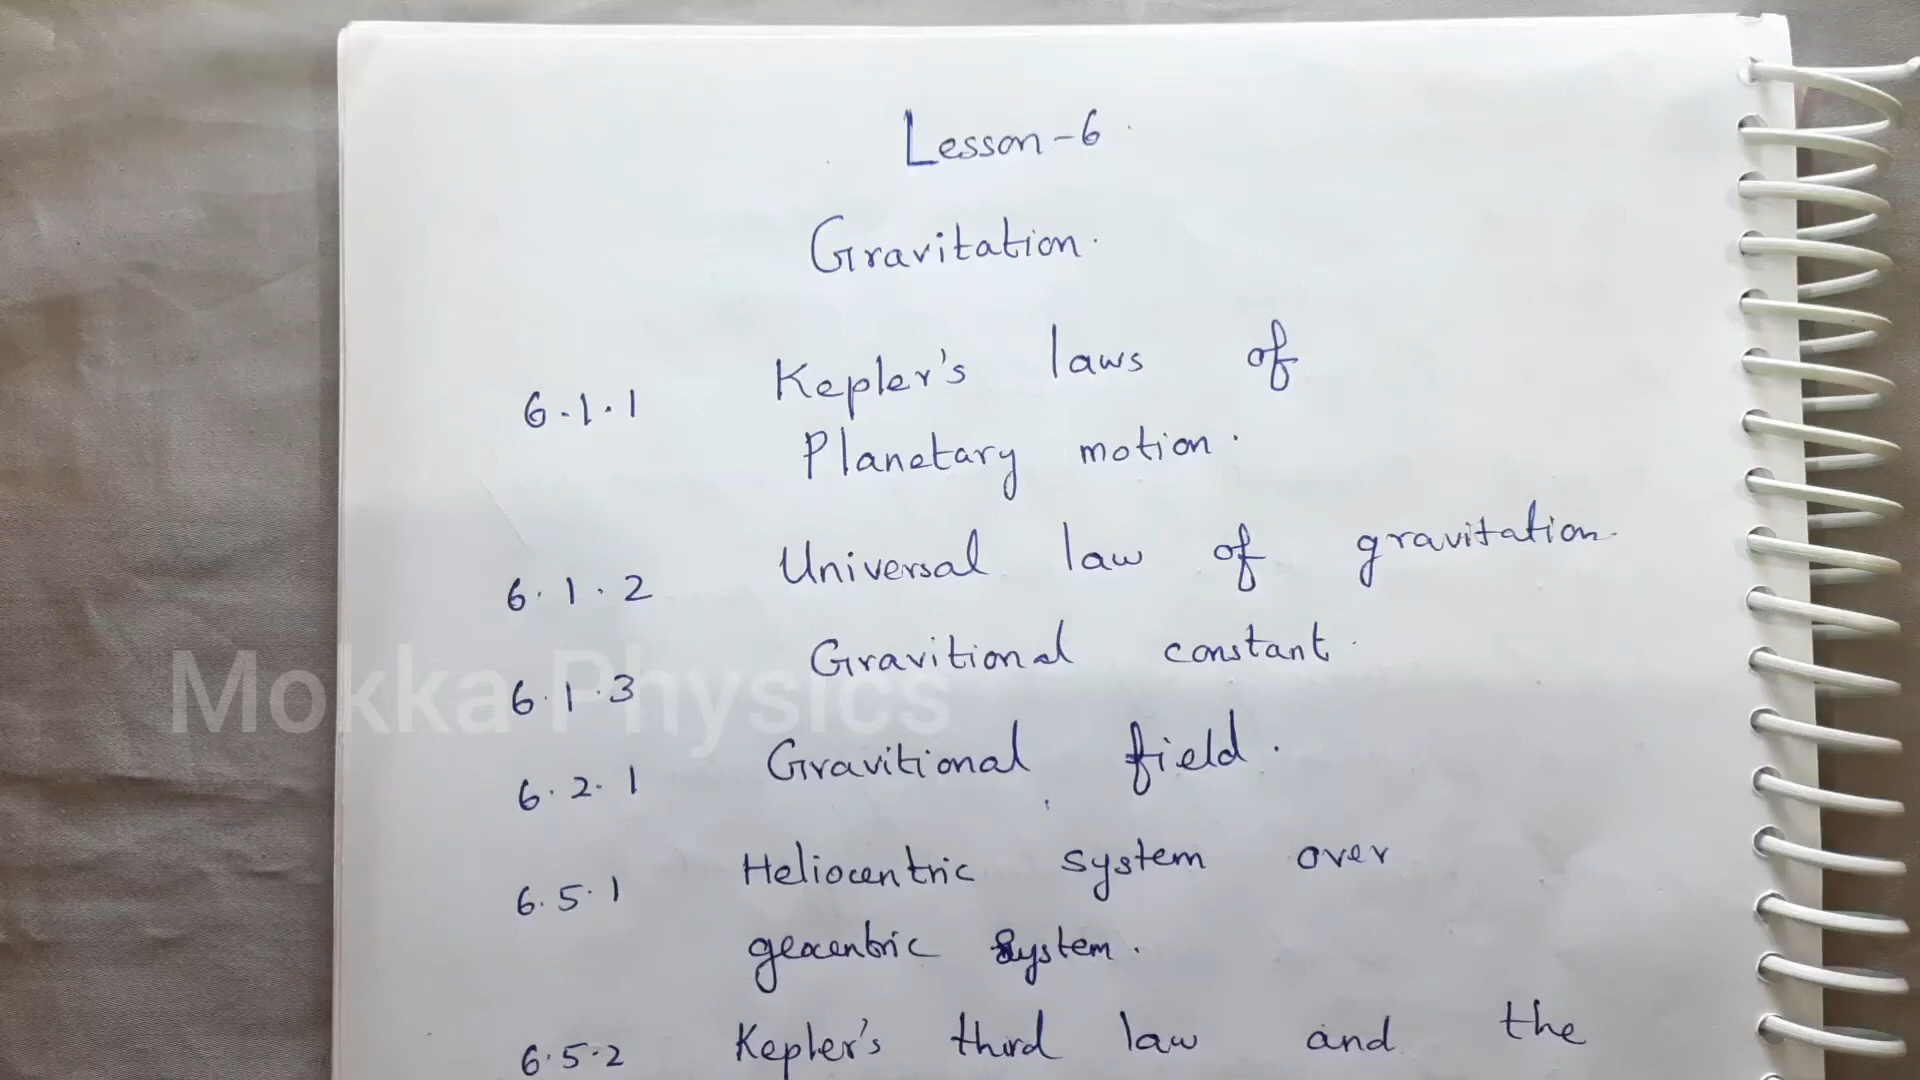 Lesson-6
Gravitation.
6.1.1 Kepler's laws of
Planetary motion.
6.1.2 Universal law of gravitation.
6.1.3 Gravitional constant.
6.2.1 Gravitional field.
6.5.1 Heliocentric system over
geocentric system.
6.5.2 Kepler's third law and the
Mokka Physics